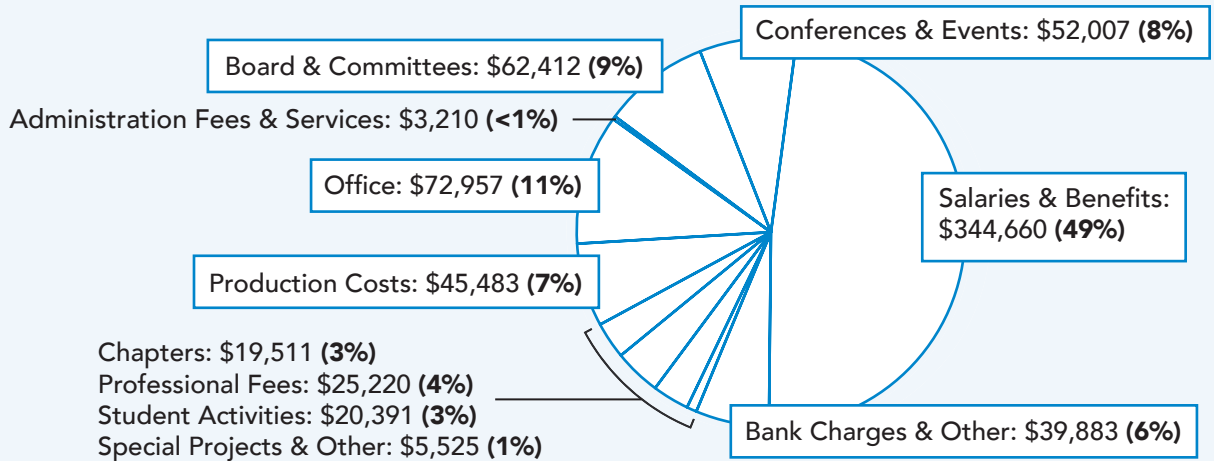 Conferences & Events: $52,007 (8%)
Board & Committees: $62,412 (9%)
Administration Fees & Services: $3,210 (<1%)
Office: $72,957 (11%)
Salaries & Benefits:
$344,660 (49%)
Production Costs: $45,483 (7%)
Chapters: $19,511 (3%)
Professional Fees: $25,220 (4%)
Student Activities: $20,391 (3%)
Special Projects & Other: $5,525 (1%)
Bank Charges & Other: $39,883 (6%)